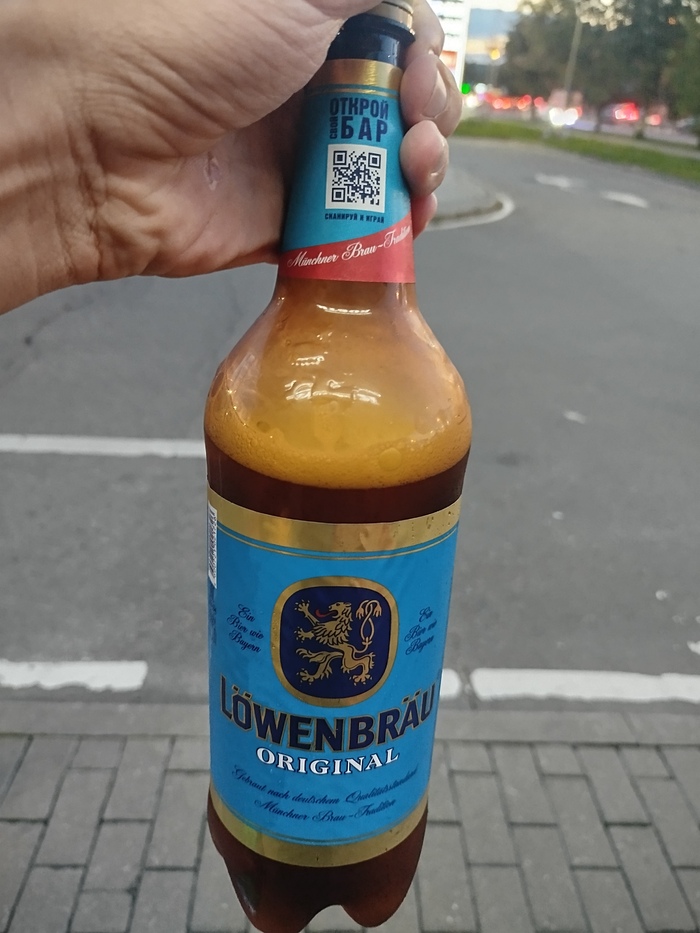 ОТКРОЙ
СВОЙ БАР
СКАНИРУЙ И ИГРАЙ
Münchner Brau-Tradition
Ein
Bier wie
Bayern
Ein
Bier wie
Bayern
LÖWENBRÄU
ORIGINAL
Gebraut nach deutschem Qualitätsstandard
Münchner Brau-Tradition